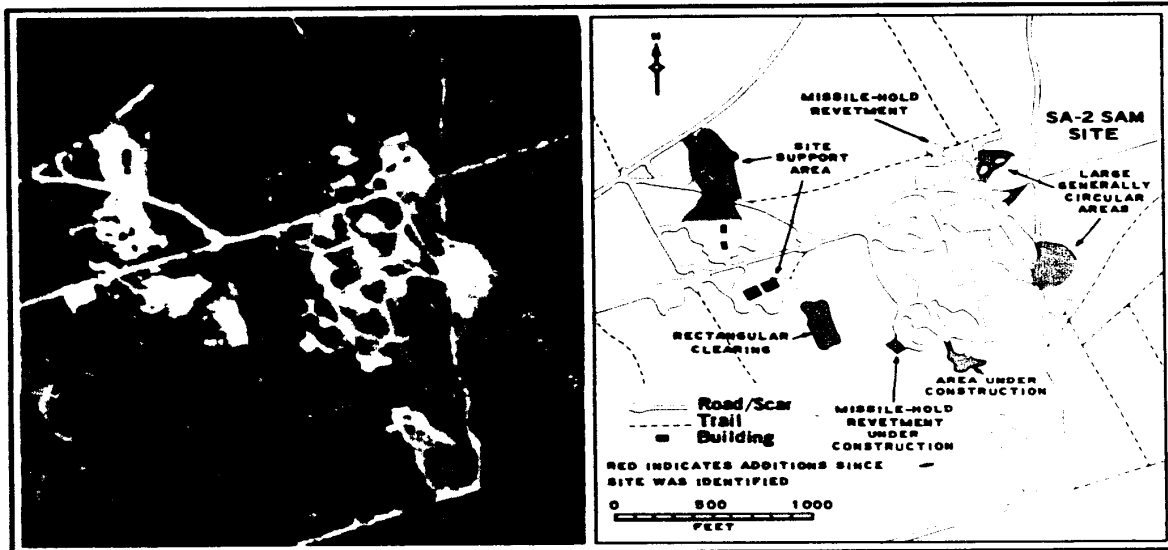 N
MISSILE-HOLD
REVETMENT
SA-2 SAM
SITE
SITE
SUPPORT
AREA
LARGE
GENERALLY
CIRCULAR
AREAS
RECTANGULAR
CLEARING
AREA UNDER
CONSTRUCTION
MISSILE-HOLD
REVETMENT
UNDER
CONSTRUCTION
Road/Scar
Trail
Building
RED INDICATES ADDITIONS SINCE
SITE WAS IDENTIFIED
0 500 1000
FEET